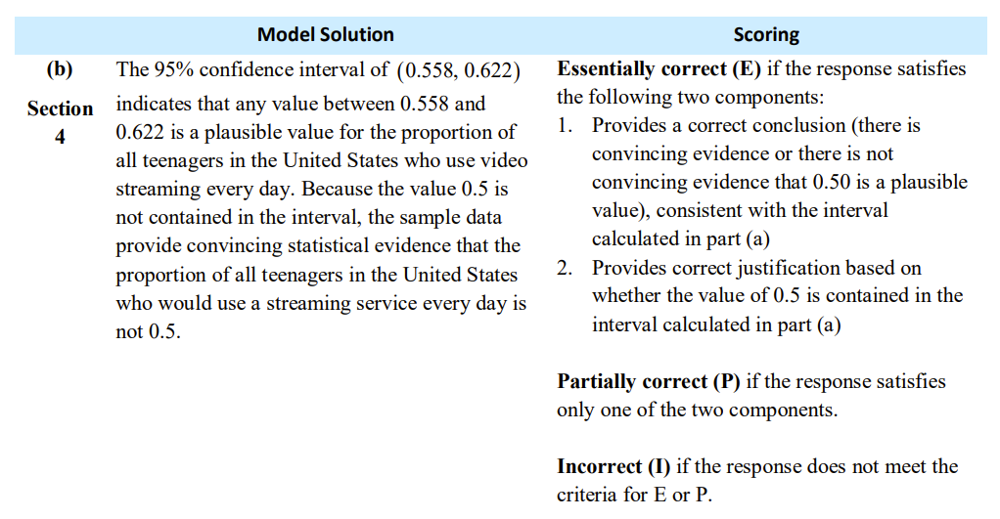 Model Solution Scoring
(b)
Section
4
The 95% confidence interval of (0.558, 0.622)
indicates that any value between 0.558 and
0.622 is a plausible value for the proportion of
all teenagers in the United States who use video
streaming every day. Because the value 0.5 is
not contained in the interval, the sample data
provide convincing statistical evidence that the
proportion of all teenagers in the United States
who would use a streaming service every day is
not 0.5.
Essentially correct (E) if the response satisfies
the following two components:
1. Provides a correct conclusion (there is
convincing evidence or there is not
convincing evidence that 0.50 is a plausible
value), consistent with the interval
calculated in part (a)
2. Provides correct justification based on
whether the value of 0.5 is contained in the
interval calculated in part (a)
Partially correct (P) if the response satisfies
only one of the two components.
Incorrect (I) if the response does not meet the
criteria for E or P.